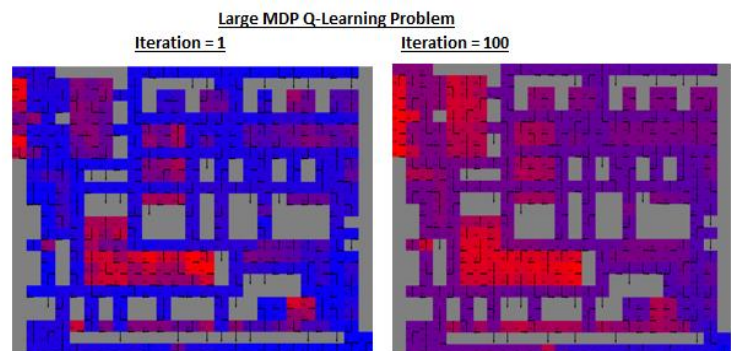 Large MDP Q-Learning Problem
Iteration = 1 Iteration = 100